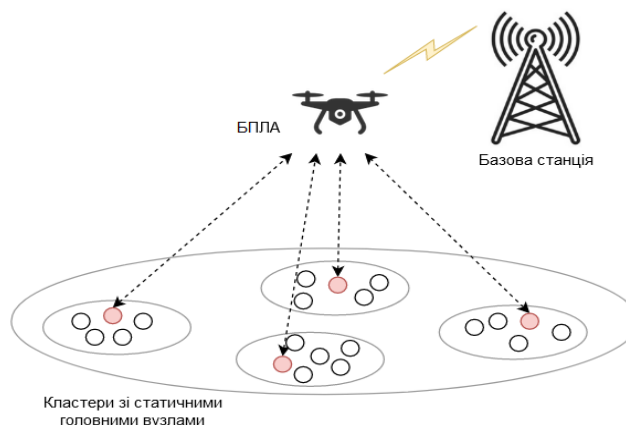 БПЛА
Базова станція
Кластери зі статичними
головними вузлами